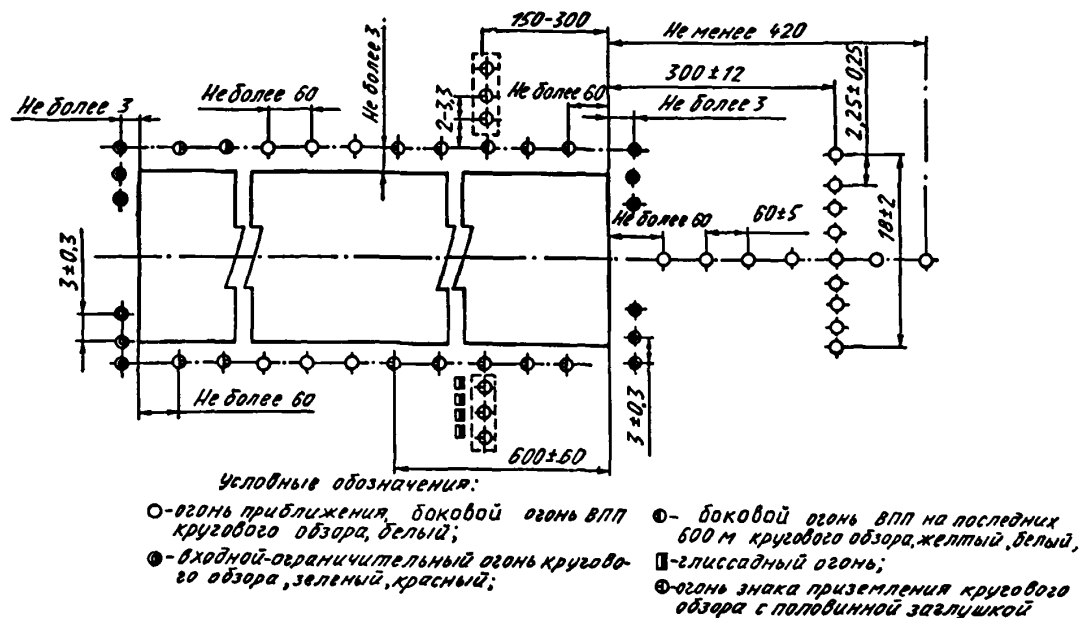 150-300
Не менее 420
300±12
2,25±0,25
Не более 3
Не более 60
Не более 3
2-3,3
Не более 60
Не более 3
Не более 60
60±5
18±2
3±0,3
Не более 60
3±0,3
600±60
Условные обозначения:
-огонь приближения, боковой огонь ВПП
кругового обзора, белый;
-входной-ограничительный огонь кругово-
го обзора, зеленый, красный;
- боковой огонь ВПП на последних
600 м кругового обзора, желтый, белый,
-глиссадный огонь;
-огонь знака приземления кругового
обзора с половинной заглушкой